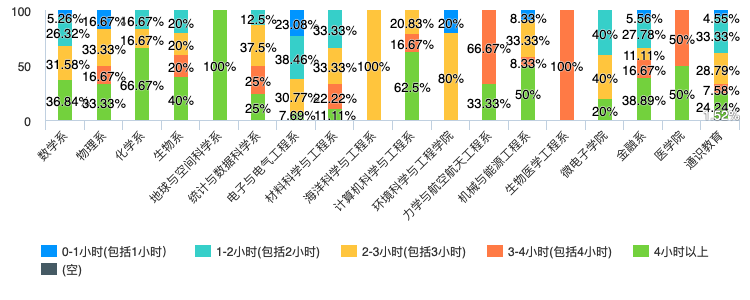 100
50
0
5.26%
26.32%
31.58%
36.84%
16.67%
33.33%
16.67%
33.33%
16.67%
16.67%
66.67%
20%
20%
20%
40%
100%
12.5%
37.5%
25%
25%
23.08%
38.46%
30.77%
7.69%
33.33%
33.33%
22.22%
11.11%
100%
20.83%
16.67%
62.5%
20%
80%
66.67%
33.33%
8.33%
33.33%
8.33%
50%
100%
40%
40%
20%
5.56%
27.78%
11.11%
16.67%
38.89%
50%
50%
4.55%
33.33%
28.79%
7.58%
24.24%
1.52%
数学系
物理系
化学系
生物系
地球与空间科学系
统计与数据科学系
电子与电气工程系
材料科学与工程系
海洋科学与工程系
计算机科学与工程系
环境科学与工程学院
力学与航空航天工程系
机械与能源工程系
生物医学工程系
微电子学院
金融系
医学院
通识教育
0-1小时(包括1小时）
1-2小时(包括2小时)
2-3小时(包括3小时)
3-4小时(包括4小时)
4小时以上
(空)